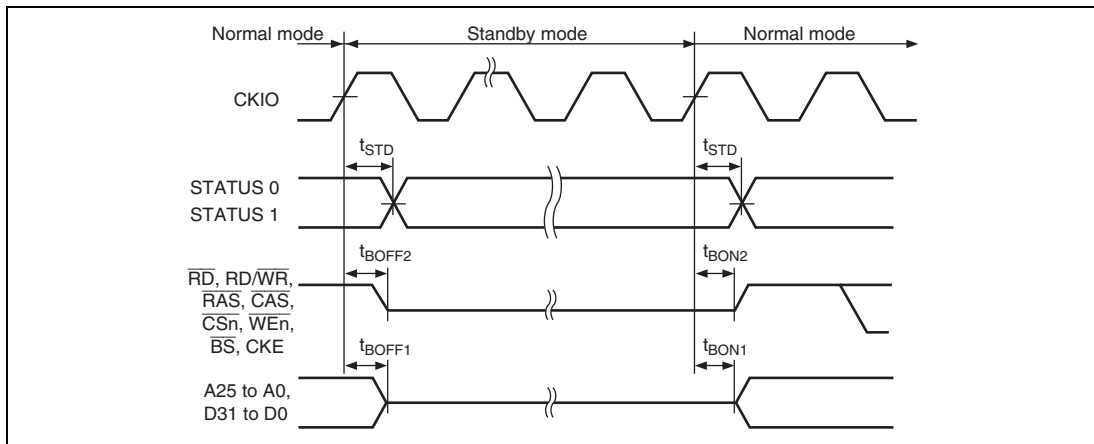 Normal mode Standby mode Normal mode
CKIO
tSTD tSTD
STATUS 0
STATUS 1
tBOFF2 tBON2
RD, RD/WR,
RAS, CAS,
CSn, WEn,
BS, CKE
tBOFF1 tBON1
A25 to A0,
D31 to D0